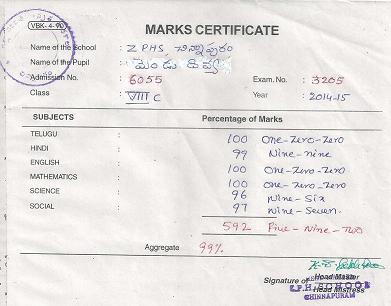 VBK-4-90
MARKS CERTIFICATE
Name of the School : Z PHS చిన్నాపురం
Name of the Pupil : మెండు దివ్య
Admission No. : 6055 Exam. No. : 3205
Class : VIII C Year : 2014-15
SUBJECTS Percentage of Marks
TELUGU : 100 One-Zero-Zero
HINDI : 99 Nine-nine
ENGLISH : 100 One-Zero-Zero
MATHEMATICS : 100 One-Zero-Zero
SCIENCE : 96 Nine-Six
SOCIAL : 97 Nine-Seven.
592 Five-Nine-Two
Aggregate 99%
Signature of Head Master
Head Mistress
Z.P.H. SCHOOL
CHINNAPURAM